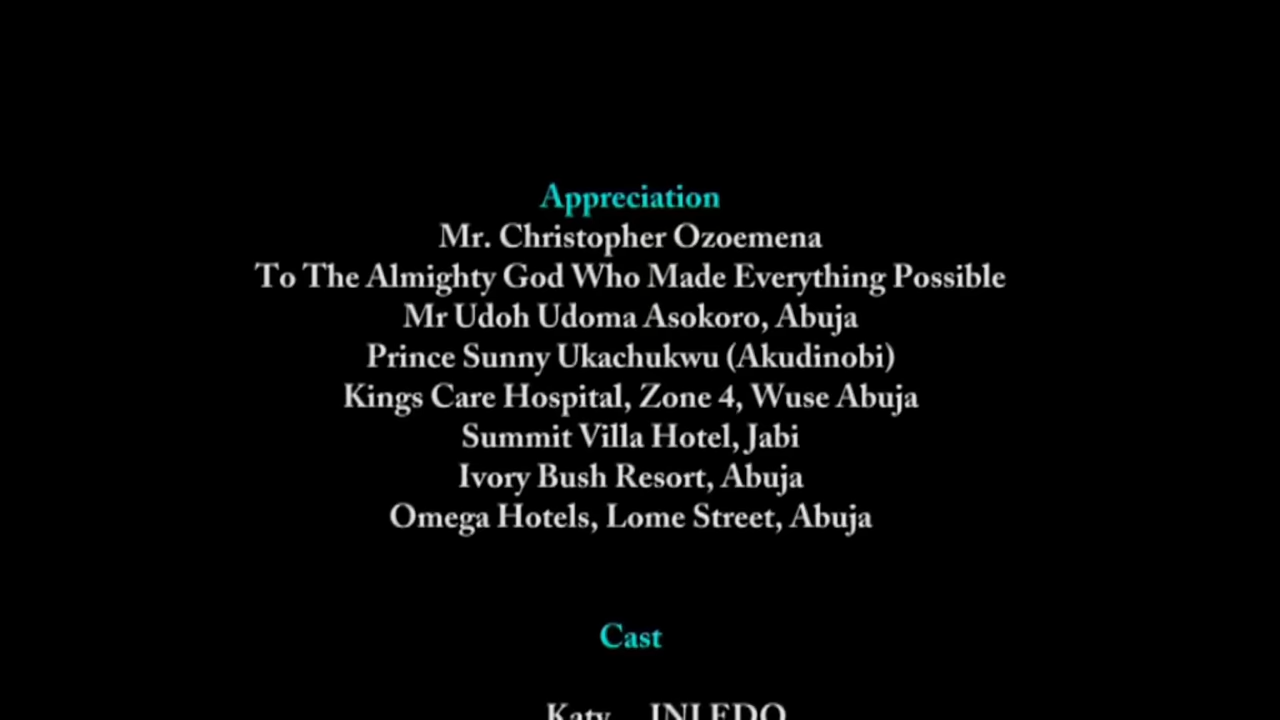 Appreciation
Mr. Christopher Ozoemena
To The Almighty God Who Made Everything Possible
Mr Udoh Udoma Asokoro, Abuja
Prince Sunny Ukachukwu (Akudinobi)
Kings Care Hospital, Zone 4, Wuse Abuja
Summit Villa Hotel, Jabi
Ivory Bush Resort, Abuja
Omega Hotels, Lome Street, Abuja
Cast
Katy